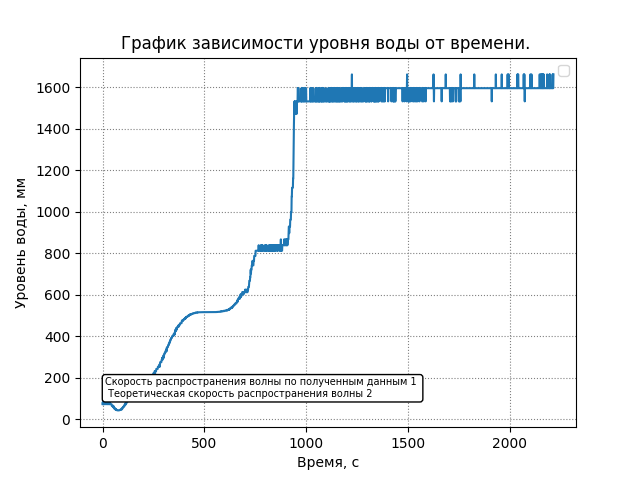 График зависимости уровня воды от времени.
1600
1400
1200
1000
800
600
400
200
0
Уровень воды, мм
Скорость распространения волны по полученным данным 1
Теоретическая скорость распространения волны 2
0 500 1000 1500 2000
Время, с